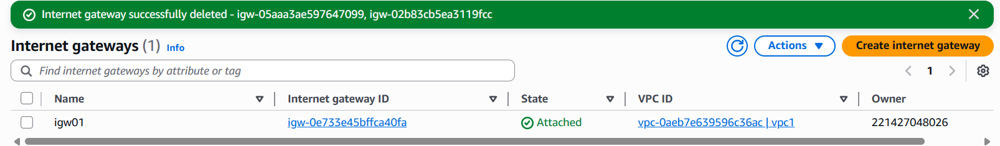 Internet gateway successfully deleted - igw-05aaa3ae597647099, igw-02b83cb5ea3119fcc
Internet gateways (1) Info
Actions
Create internet gateway
Find internet gateways by attribute or tag
1
Name Internet gateway ID State VPC ID Owner
igw01 igw-0e733e45bffca40fa Attached vpc-0aeb7e639596c36ac | vpc1 221427048026